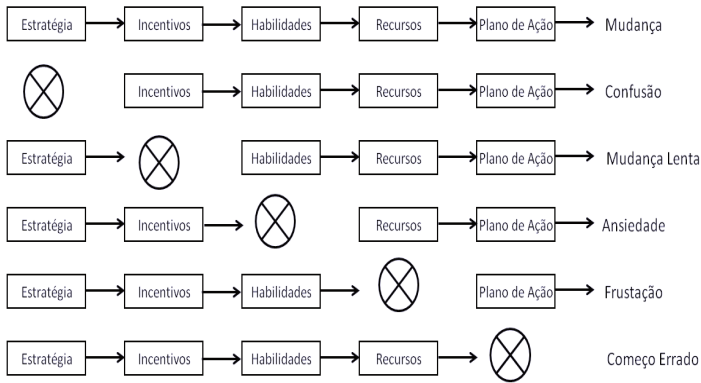 Estratégia Incentivos Habilidades Recursos Plano de Ação Mudança
Incentivos Habilidades Recursos Plano de Ação Confusão
Estratégia Habilidades Recursos Plano de Ação Mudança Lenta
Estratégia Incentivos Recursos Plano de Ação Ansiedade
Estratégia Incentivos Habilidades Plano de Ação Frustação
Estratégia Incentivos Habilidades Recursos Começo Errado